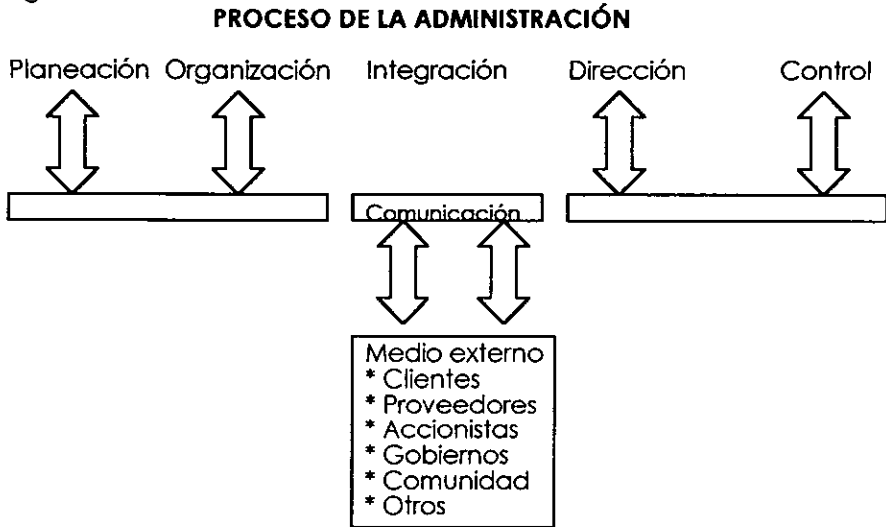 PROCESO DE LA ADMINISTRACIÓN
Planeación Organización Integración Dirección Control
Comunicación
Medio externo
* Clientes
* Proveedores
* Accionistas
* Gobiernos
* Comunidad
* Otros